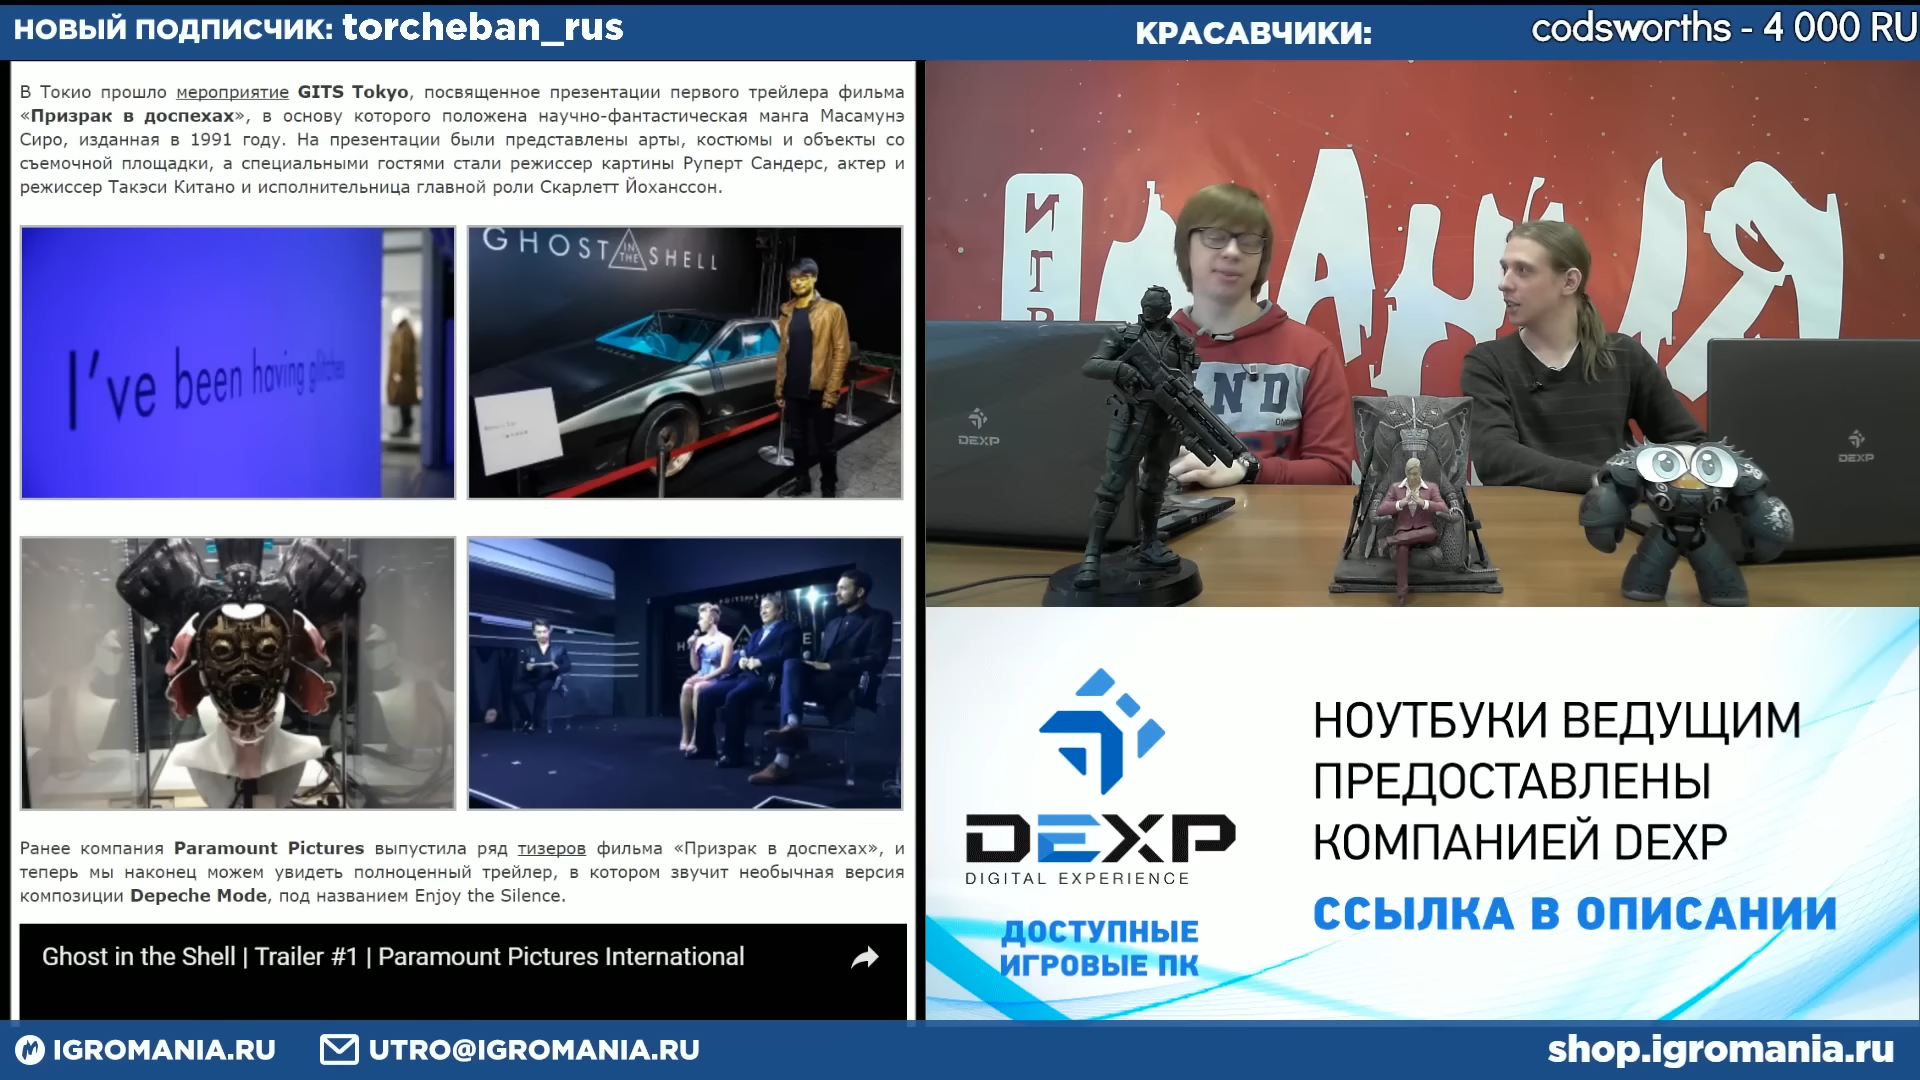 НОВЫЙ ПОДПИСЧИК: torcheban_rus
КРАСАВЧИКИ:
codsworths - 4 000 RU
В Токио прошло мероприятие GITS Tokyo, посвященное презентации первого трейлера фильма
«Призрак в доспехах», в основу которого положена научно-фантастическая манга Масамунэ
Сиро, изданная в 1991 году. На презентации были представлены арты, костюмы и объекты со
съемочной площадки, а специальными гостями стали режиссер картины Руперт Сандерс, актер и
режиссер Такэси Китано и исполнительница главной роли Скарлетт Йоханссон.
I've been having glitches
GHOST IN THE SHELL
Ранее компания Paramount Pictures выпустила ряд тизеров фильма «Призрак в доспехах», и
теперь мы наконец можем увидеть полноценный трейлер, в котором звучит необычная версия
композиции Depeche Mode, под названием Enjoy the Silence.
Ghost in the Shell | Trailer #1 | Paramount Pictures International
DEXP
ND
DEXP
DEXP
DIGITAL EXPERIENCE
ДОСТУПНЫЕ
ИГРОВЫЕ ПК
НОУТБУКИ ВЕДУЩИМ
ПРЕДОСТАВЛЕНЫ
КОМПАНИЕЙ DEXP
ССЫЛКА В ОПИСАНИИ
IGROMANIA.RU
UTRO@IGROMANIA.RU
shop.igromania.ru